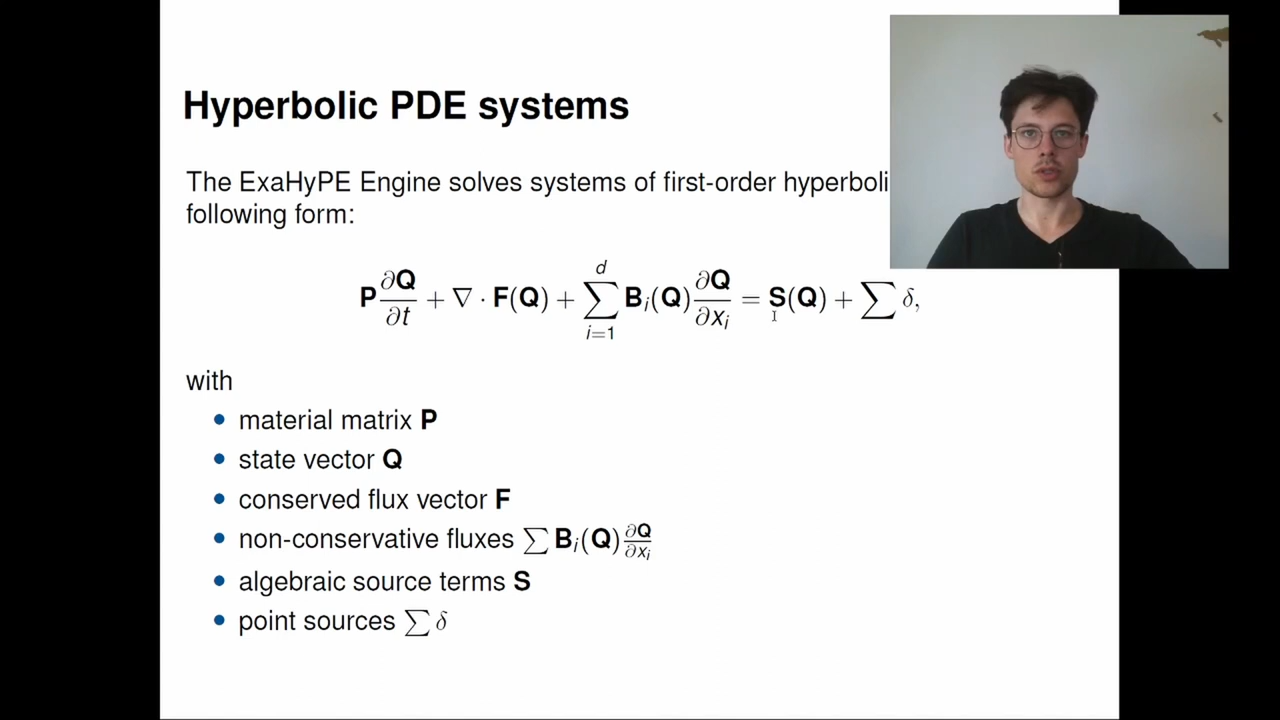 Hyperbolic PDE systems
The ExaHyPE Engine solves systems of first-order
following form:
P ∂Q/∂t + ∇ · F(Q) + ∑_{i=1}^{d} B_i(Q) ∂Q/∂x_i = S(Q) + ∑ δ,
with
• material matrix P
• state vector Q
• conserved flux vector F
• non-conservative fluxes ∑ B_i(Q) ∂Q/∂x_i
• algebraic source terms S
• point sources ∑ δ